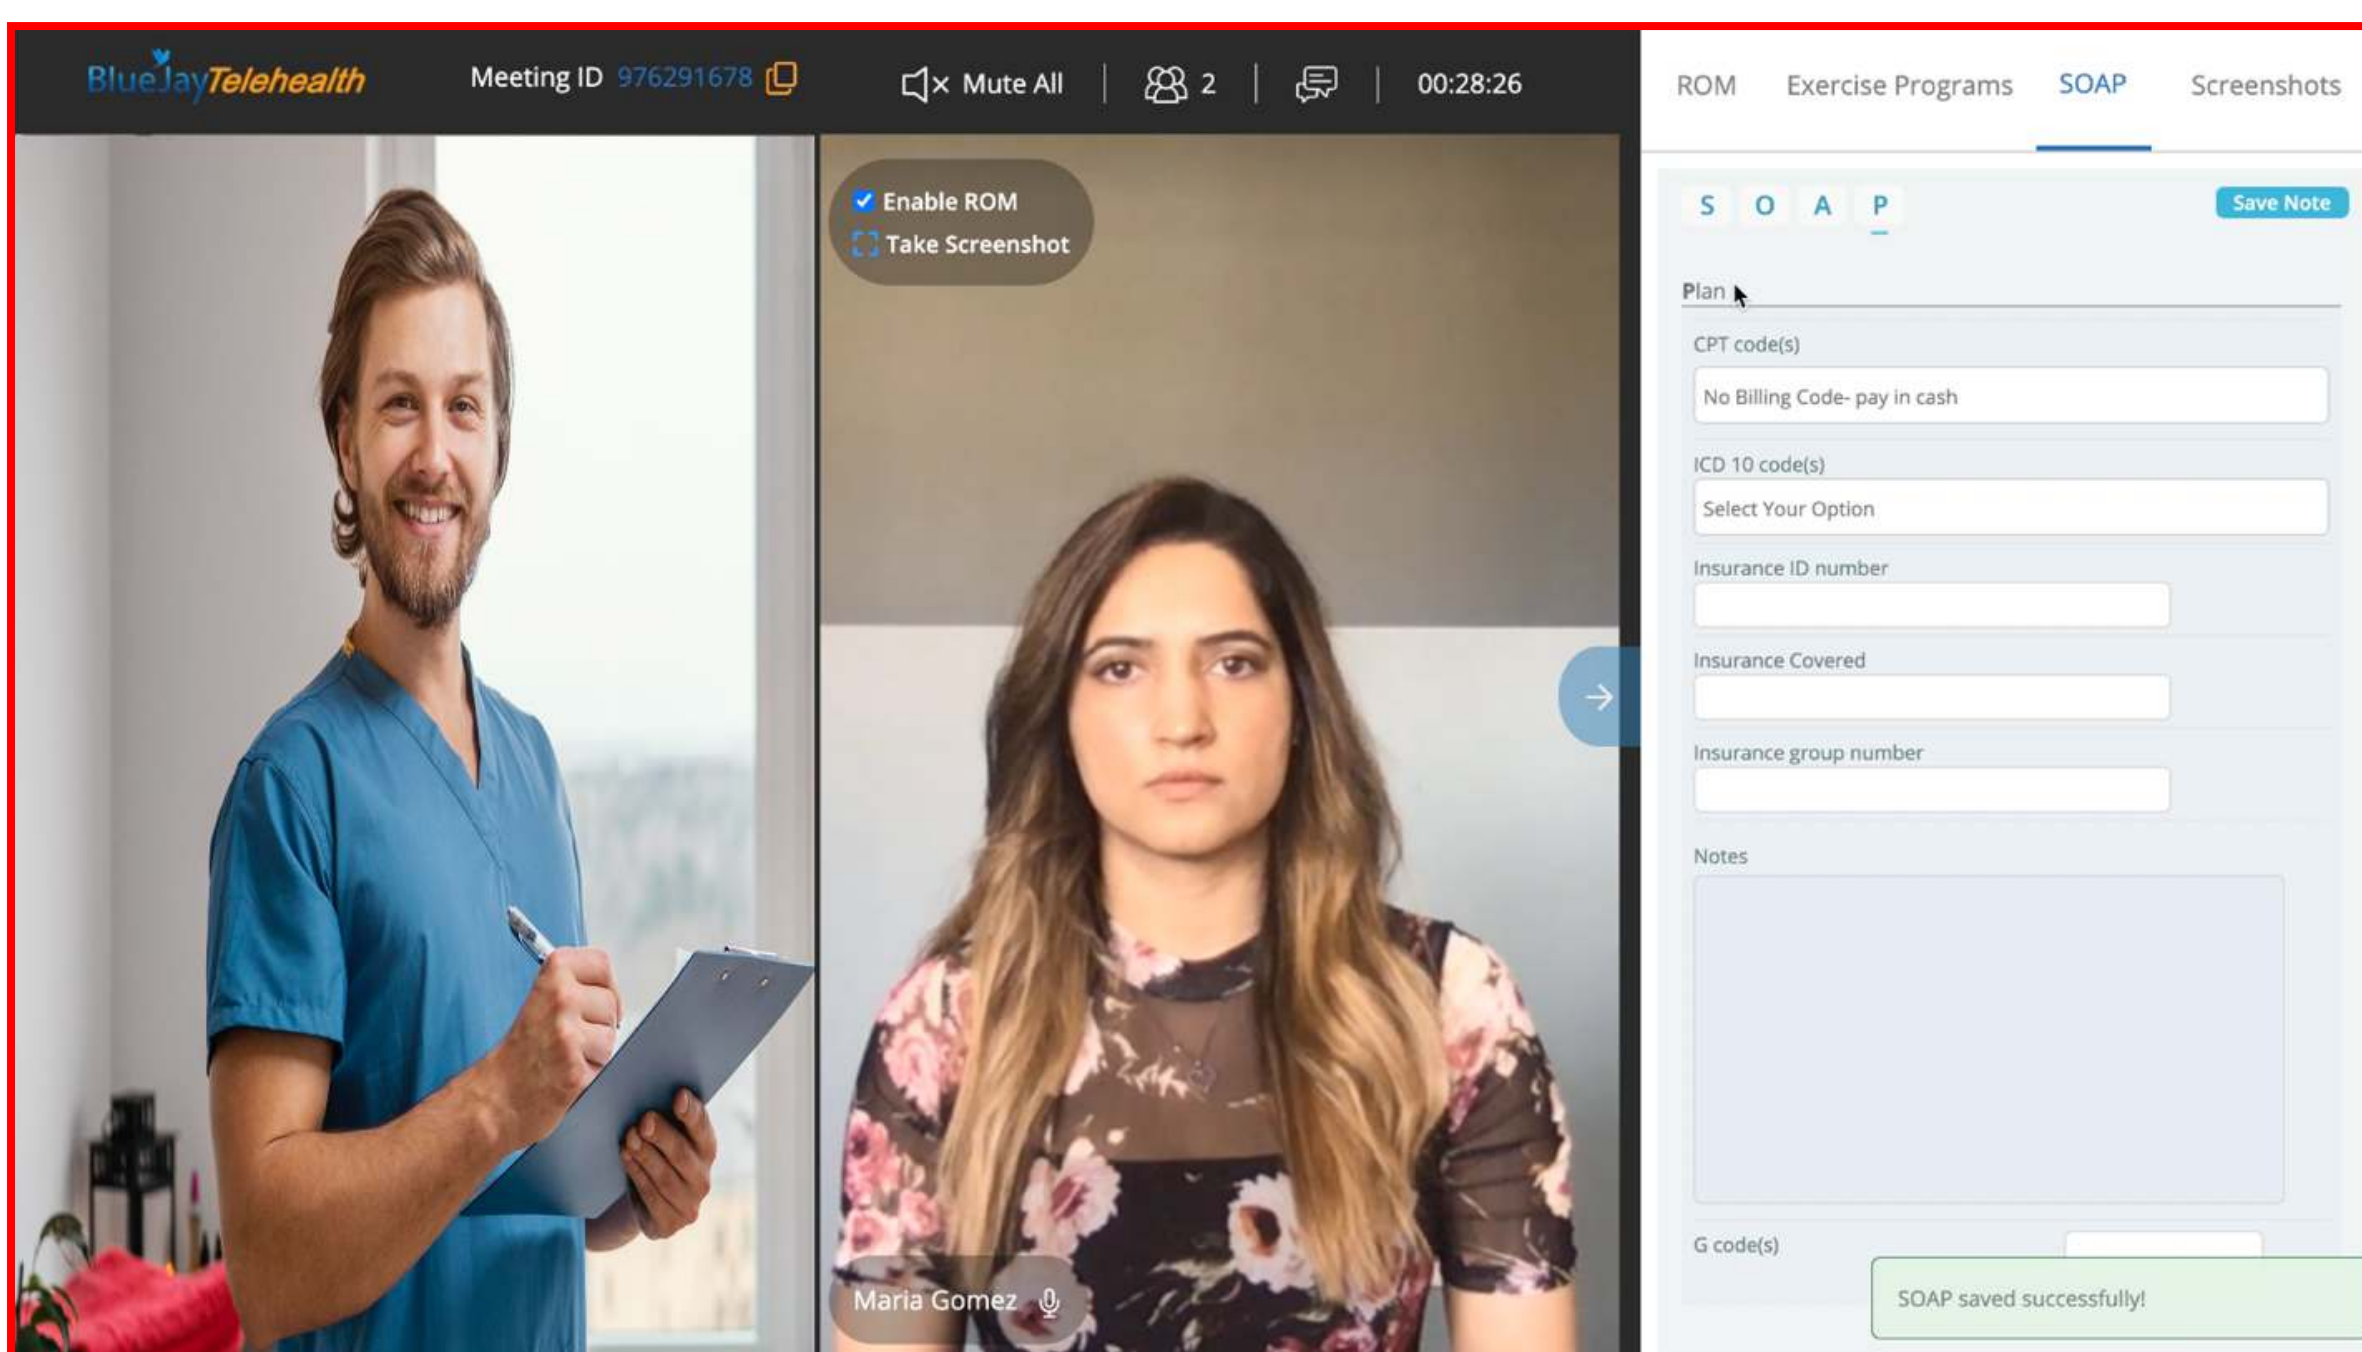 BlueJayTelehealth
Meeting ID 976291678
Mute All
2
00:28:26
ROM
Exercise Programs
SOAP
Screenshots
Enable ROM
Take Screenshot
Maria Gomez
S O A P
Save Note
Plan
CPT code(s)
No Billing Code- pay in cash
ICD 10 code(s)
Select Your Option
Insurance ID number
Insurance Covered
Insurance group number
Notes
G code(s)
SOAP saved successfully!